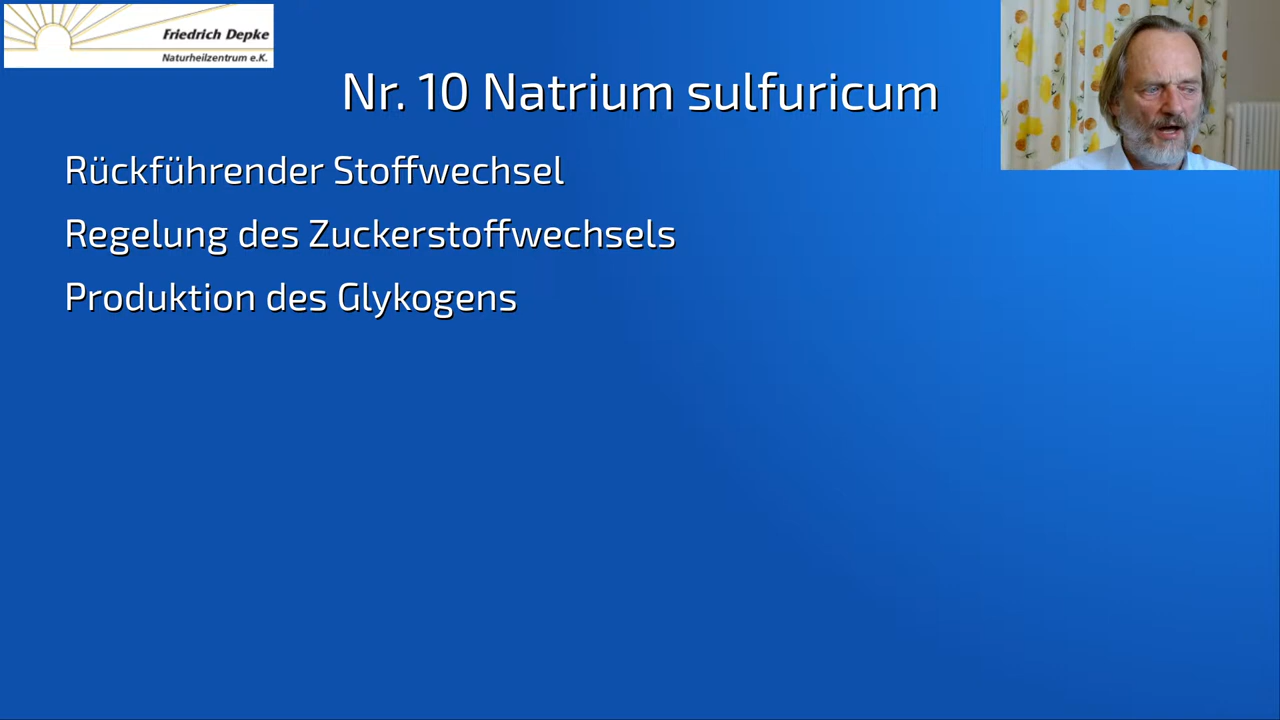 Friedrich Depke
Naturheilzentrum e.K.
Nr. 10 Natrium sulfuricum
Rückführender Stoffwechsel
Regelung des Zuckerstoffwechsels
Produktion des Glykogens